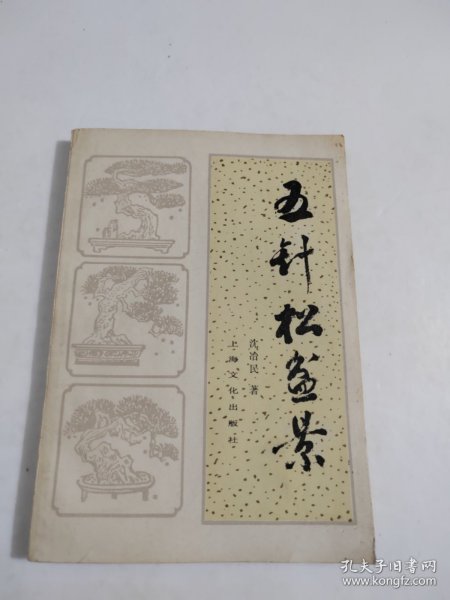 五针松盆景
沈冶民 著
上海文化出版社
孔夫子旧书网
www.kongfz.com